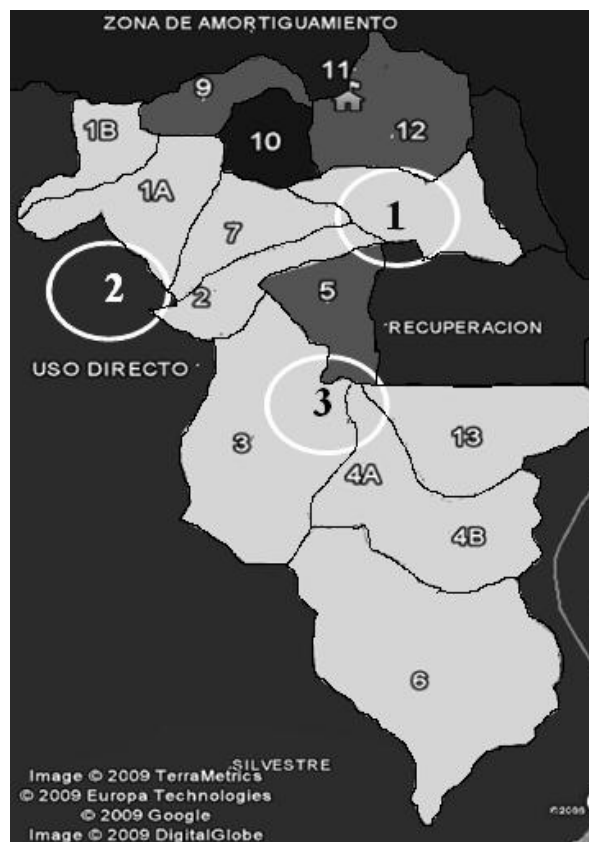 ZONA DE AMORTIGUAMIENTO
9
11
1B
10
12
1A
1
7
2
2
5
RECUPERACION
USO DIRECTO
3
3
13
4A
4B
6
SILVESTRE
Image © 2009 TerraMetrics
© 2009 Europa Technologies
© 2009 Google
Image © 2009 DigitalGlobe
©2009